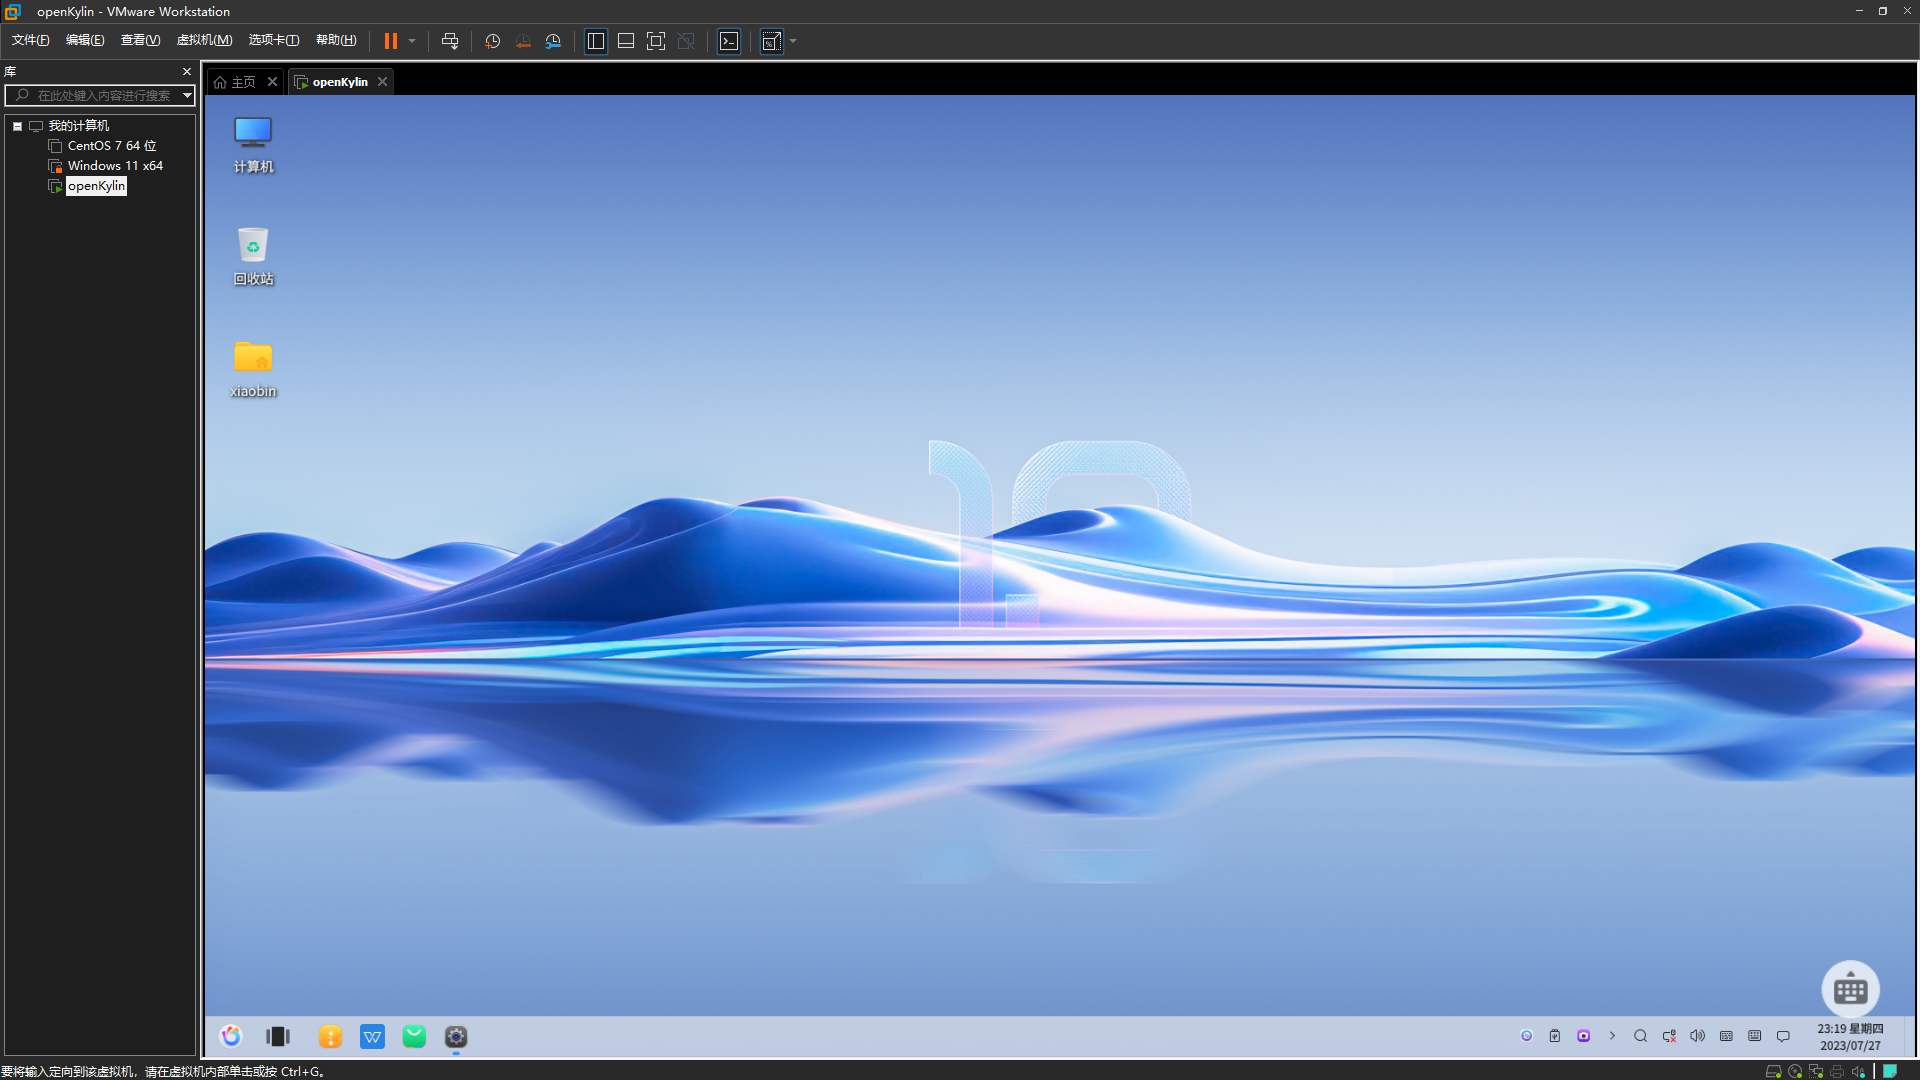 openKylin - VMware Workstation
文件(F) 编辑(E) 查看(V) 虚拟机(M) 选项卡(T) 帮助(H)
库
在此处键入内容进行搜索
主页 openKylin
我的计算机
CentOS 7 64 位
Windows 11 x64
openKylin
计算机
回收站
xiaobin
1.0
23:19 星期四
2023/07/27
要将输入定向到该虚拟机，请在虚拟机内部单击或按 Ctrl+G。